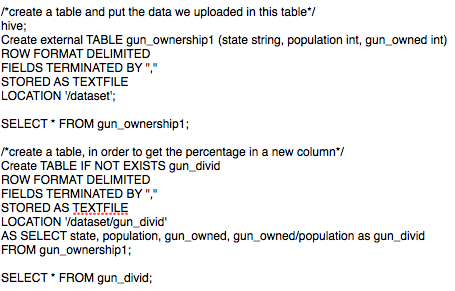 /*create a table and put the data we uploaded in this table*/
hive;
Create external TABLE gun_ownership1 (state string, population int, gun_owned int)
ROW FORMAT DELIMITED
FIELDS TERMINATED BY ","
STORED AS TEXTFILE
LOCATION '/dataset';
SELECT * FROM gun_ownership1;
/*create a table, in order to get the percentage in a new column*/
Create TABLE IF NOT EXISTS gun_divid
ROW FORMAT DELIMITED
FIELDS TERMINATED BY ","
STORED AS TEXTFILE
LOCATION '/dataset/gun_divid'
AS SELECT state, population, gun_owned, gun_owned/population as gun_divid
FROM gun_ownership1;
SELECT * FROM gun_divid;